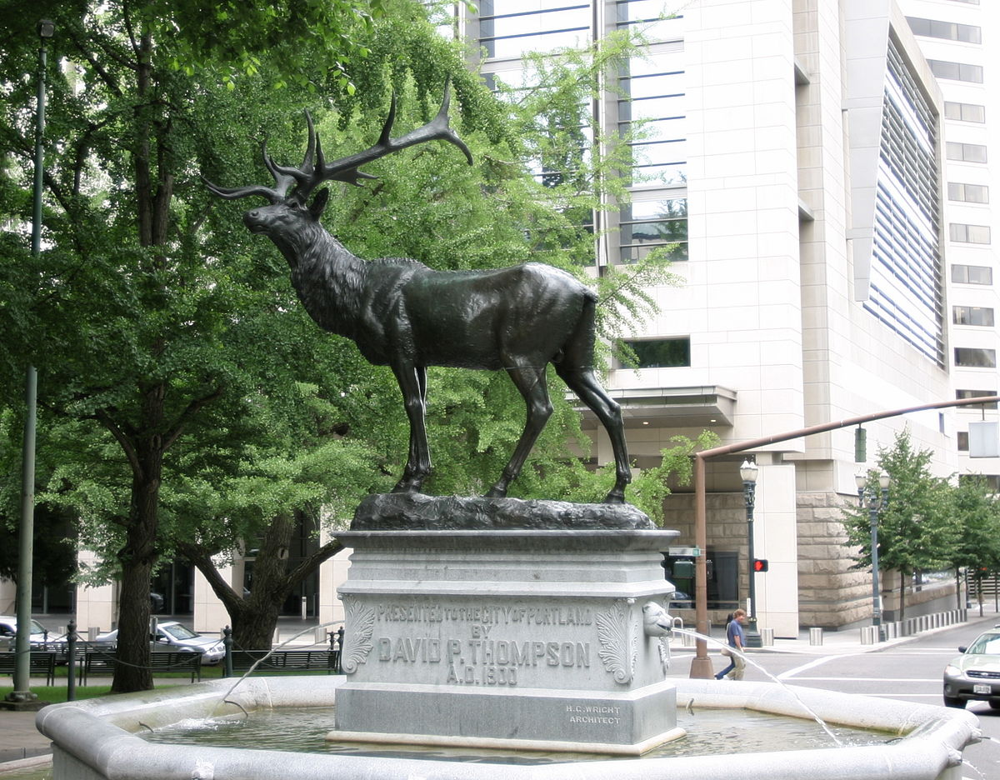 PRESENTED TO THE CITY OF PORTLAND
BY
DAVID P. THOMPSON
A.D. 1900
H.G. WRIGHT
ARCHITECT